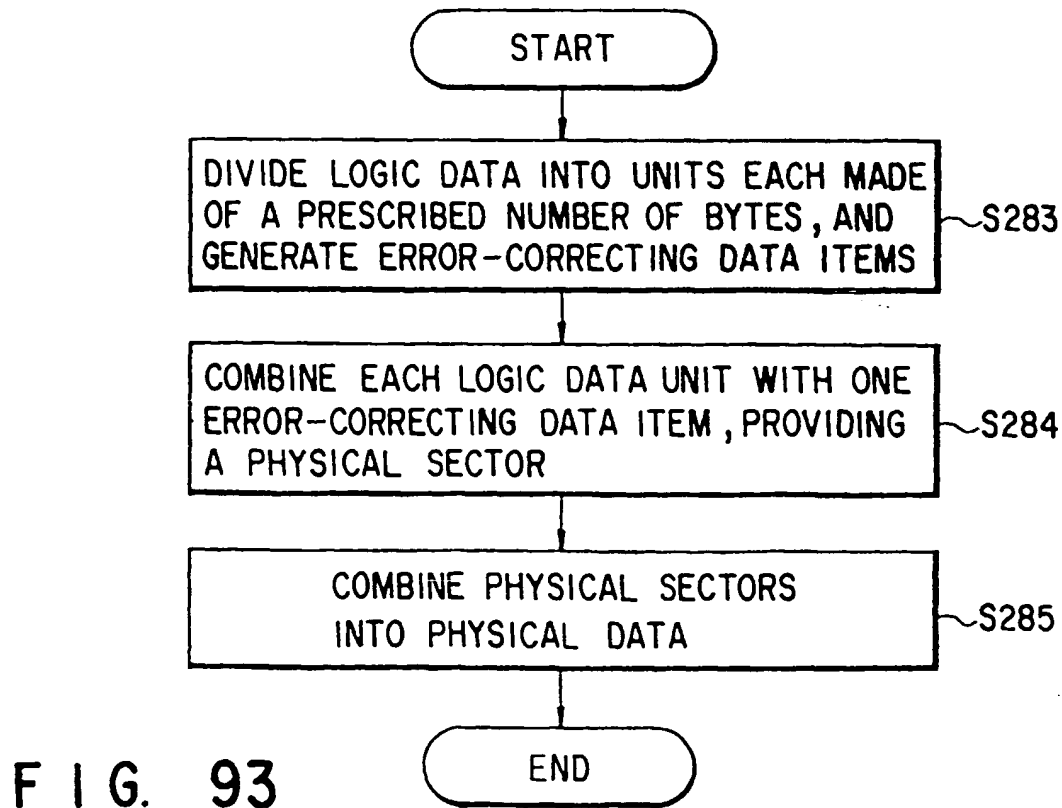 START
DIVIDE LOGIC DATA INTO UNITS EACH MADE
OF A PRESCRIBED NUMBER OF BYTES, AND
GENERATE ERROR-CORRECTING DATA ITEMS
S283
COMBINE EACH LOGIC DATA UNIT WITH ONE
ERROR-CORRECTING DATA ITEM, PROVIDING
A PHYSICAL SECTOR
S284
COMBINE PHYSICAL SECTORS
INTO PHYSICAL DATA
S285
END
FIG. 93